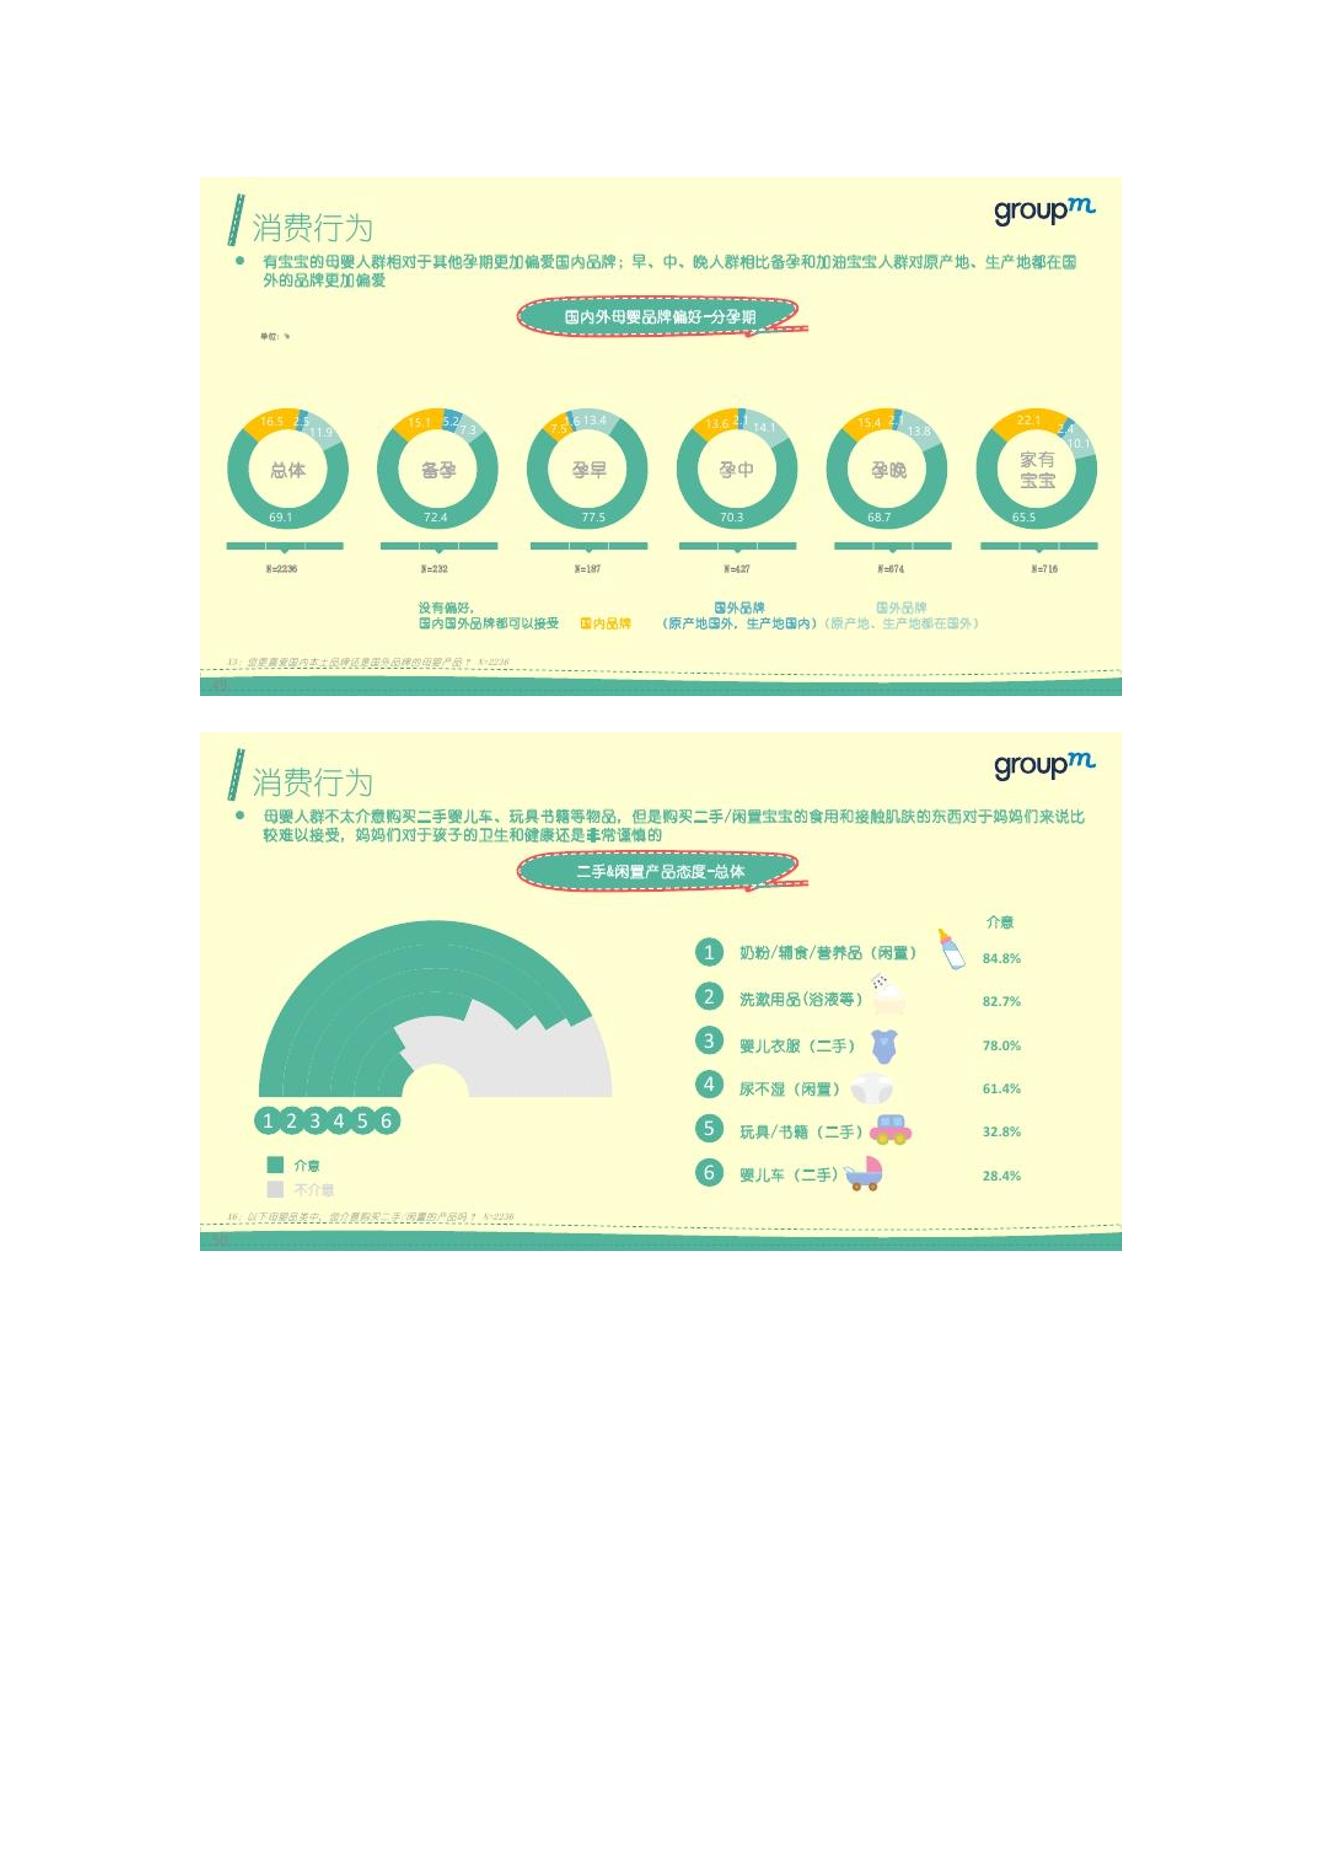 消费行为
groupm
有宝宝的母婴人群相对于其他孕期更加偏爱国内品牌；早、中、晚人群相比备孕和加油宝宝人群对原产地、生产地都在国
外的品牌更加偏爱
国内外母婴品牌偏好-分孕期
单位：%
16.5 2.5 11.9
总体
69.1
15.1 5.2 7.3
备孕
72.4
7.5 1.6 13.4
孕早
77.5
13.6 2.1 14.1
孕中
70.3
15.4 2.1 13.8
孕晚
68.7
22.1 2.4 10.1
家有
宝宝
65.5
N=2236 N=232 N=187 N=427 N=674 N=716
没有偏好，
国内国外品牌都可以接受
国内品牌
国外品牌
（原产地国外，生产地国内）
国外品牌
（原产地、生产地都在国外）
您更喜爱国内本土品牌还是国外品牌的母婴产品？ N=2236
消费行为
groupm
母婴人群不太介意购买二手婴儿车、玩具书籍等物品，但是购买二手/闲置宝宝的食用和接触肌肤的东西对于妈妈们来说比
较难以接受，妈妈们对于孩子的卫生和健康还是非常谨慎的
二手&闲置产品态度-总体
1 2 3 4 5 6
介意
不介意
介意
1 奶粉/辅食/营养品（闲置） 84.8%
2 洗漱用品(浴液等） 82.7%
3 婴儿衣服（二手） 78.0%
4 尿不湿（闲置） 61.4%
5 玩具/书籍（二手） 32.8%
6 婴儿车（二手） 28.4%
以下母婴品类中，您介意购买二手/闲置的产品吗？ N=2236